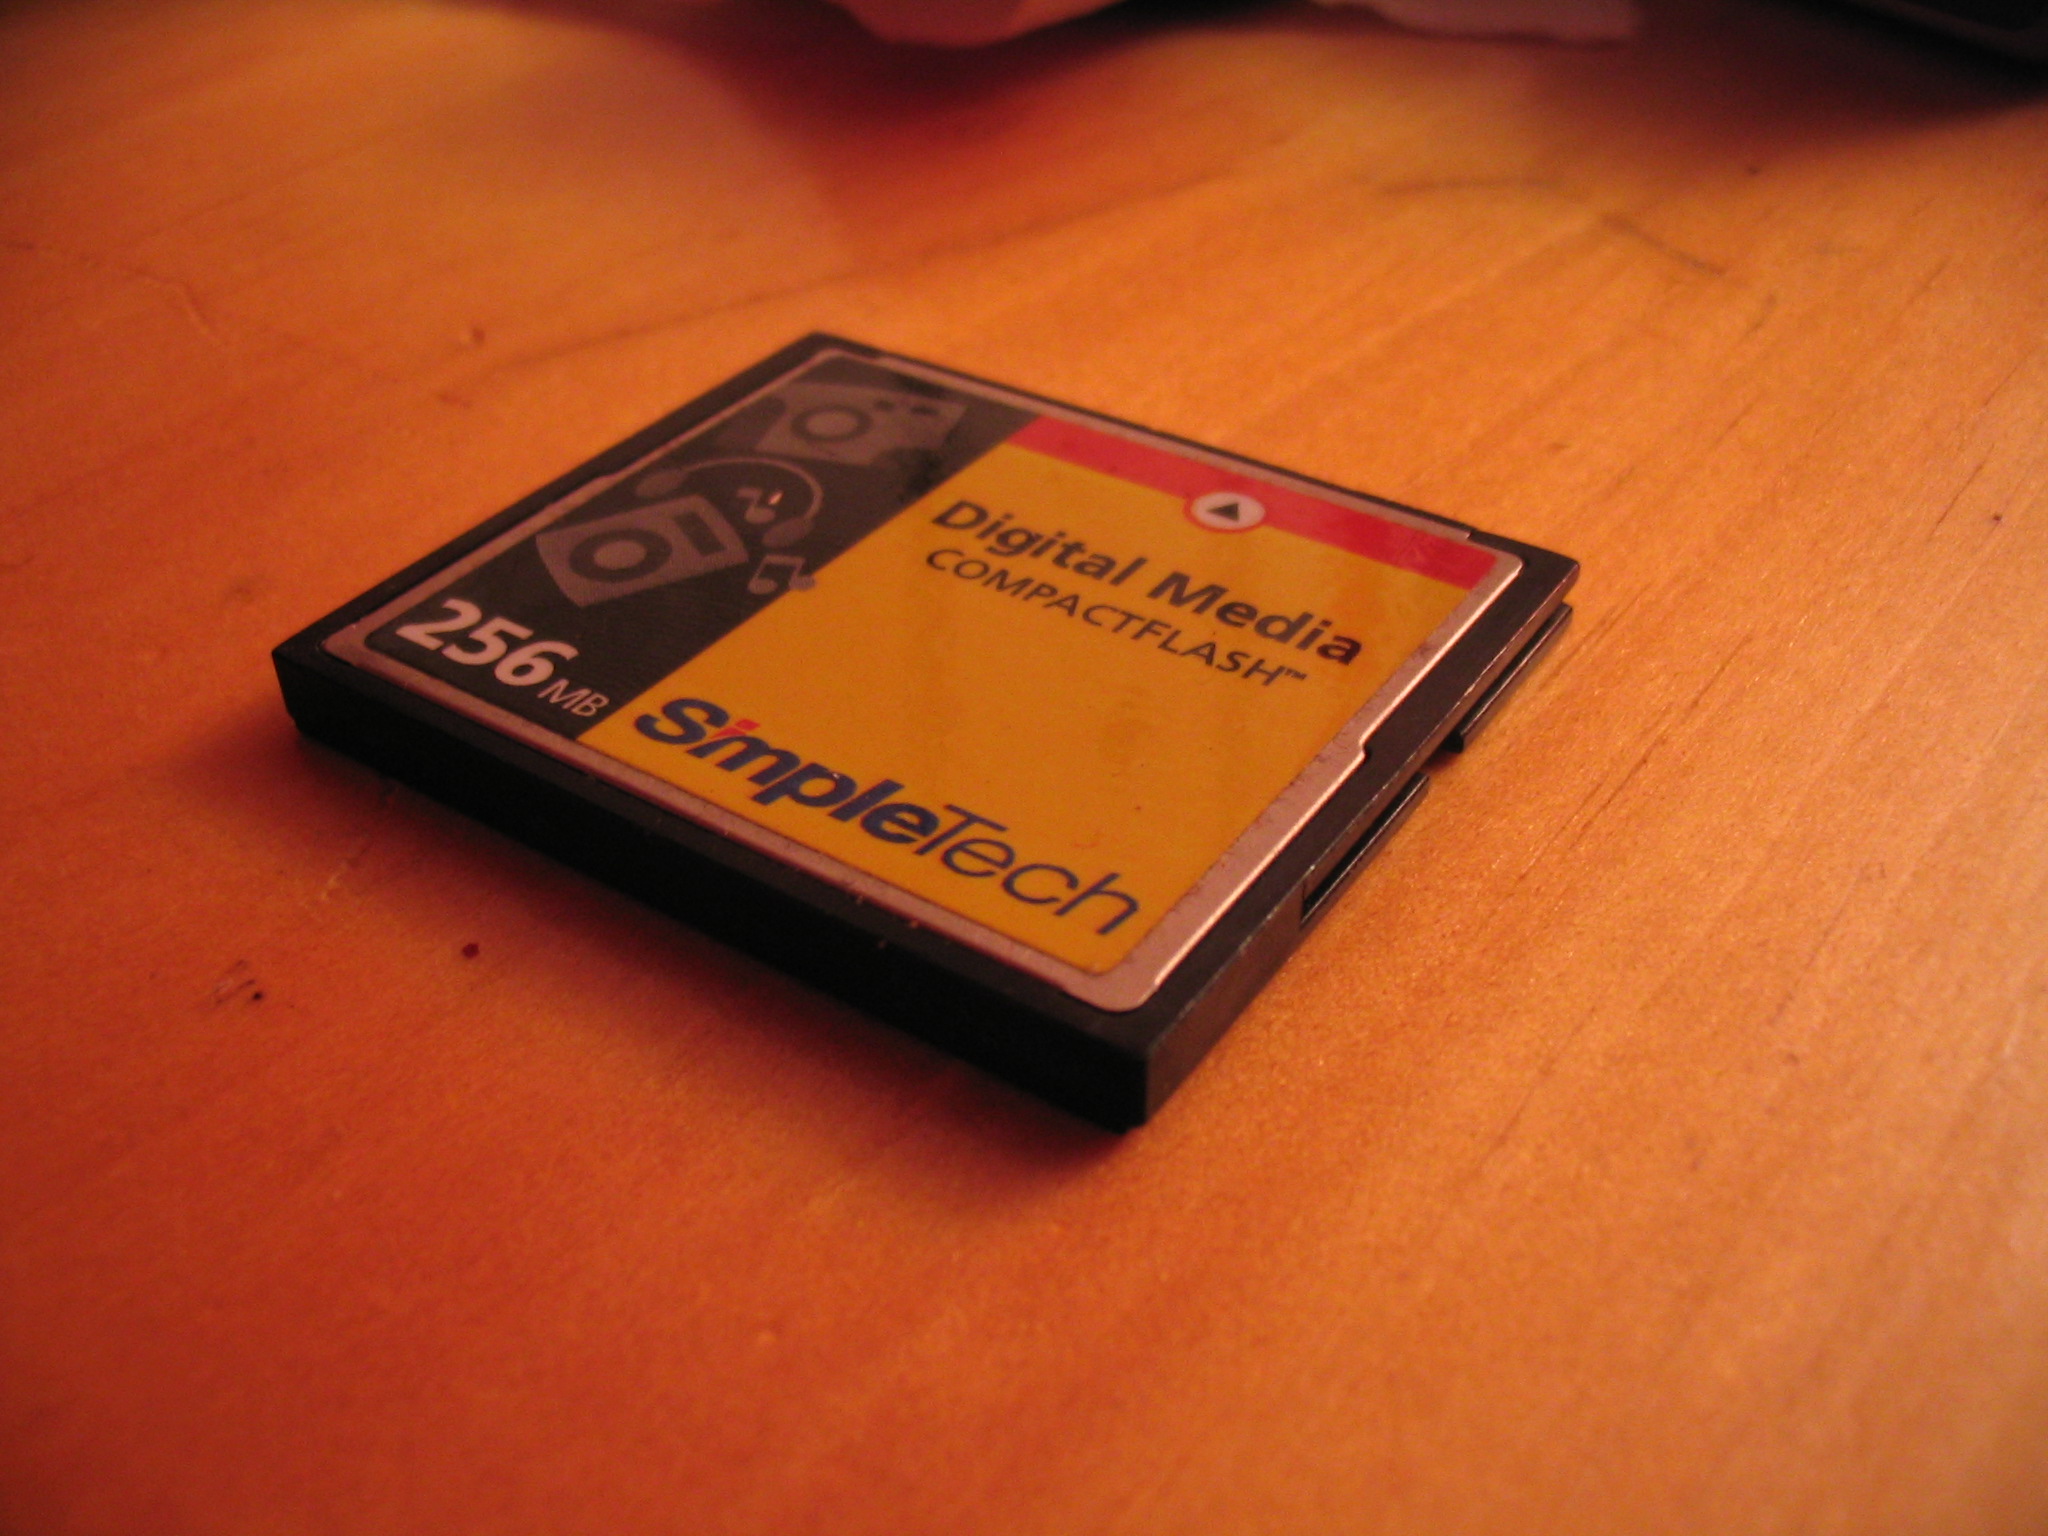 Digital Media
COMPACTFLASH™
256 MB
SimpleTech